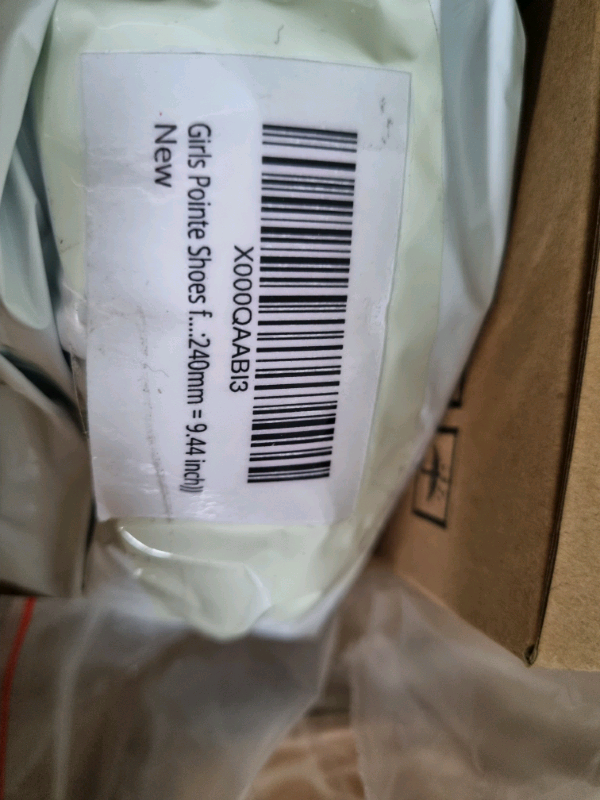 X000QAABI3
Girls Pointe Shoes f....:240mm = 9.44 inch))
New